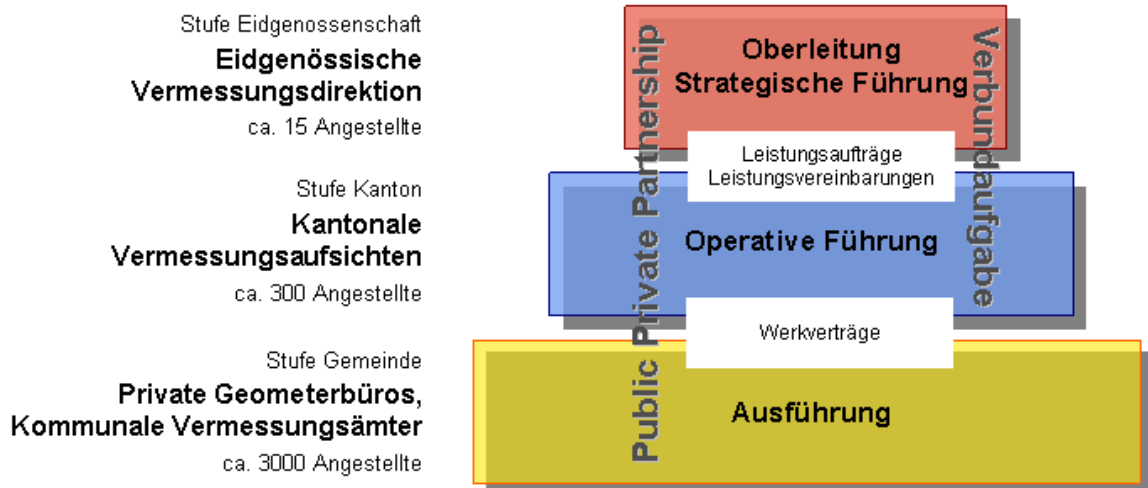 Stufe Eidgenossenschaft
Eidgenössische
Vermessungsdirektion
ca. 15 Angestellte
Oberleitung
Strategische Führung
Leistungsaufträge
Leistungsvereinbarungen
Stufe Kanton
Kantonale
Vermessungsaufsichten
ca. 300 Angestellte
Operative Führung
Werkverträge
Stufe Gemeinde
Private Geometerbüros,
Kommunale Vermessungsämter
ca. 3000 Angestellte
Ausführung
Public Private Partnership
Verbundaufgabe